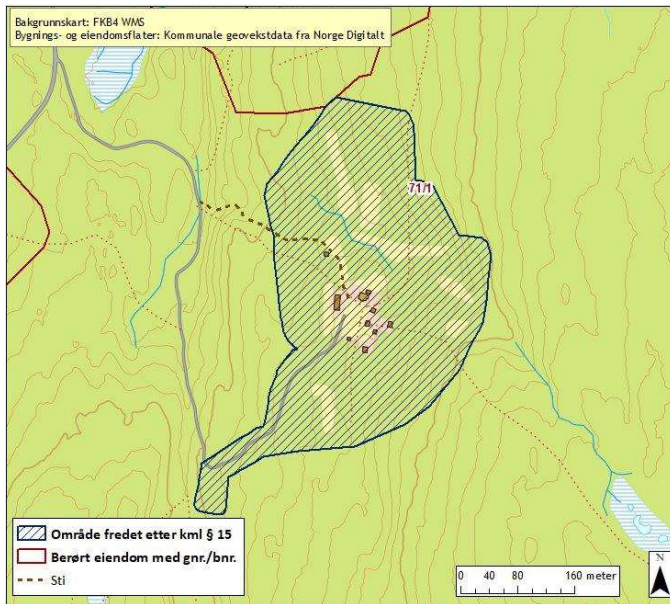 Bakgrunnskart: FKB4 WMS
Bygnings- og eiendomsflater: Kommunale geovekstdata fra Norge Digitalt
71/1
Område fredet etter kml § 15
Berørt eiendom med gnr./bnr.
Sti
0 40 80 160 meter
N